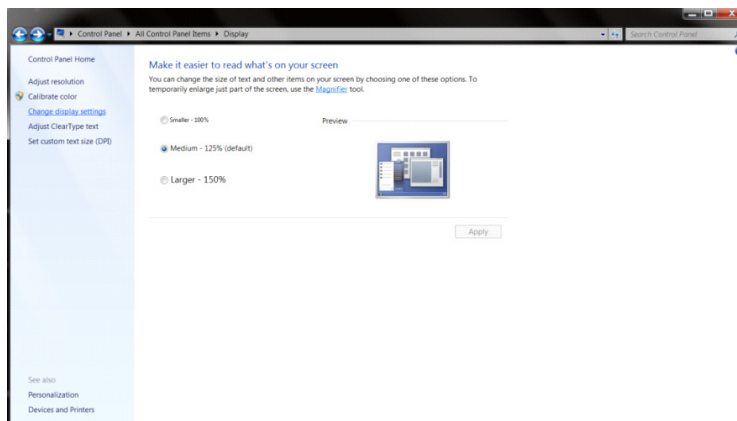 Control Panel ▸ All Control Panel Items ▸ Display
Search Control Panel
Control Panel Home
Adjust resolution
Calibrate color
Change display settings
Adjust ClearType text
Set custom text size (DPI)
See also
Personalization
Devices and Printers
Make it easier to read what's on your screen
You can change the size of text and other items on your screen by choosing one of these options. To
temporarily enlarge just part of the screen, use the Magnifier tool.
Smaller - 100%
Preview
Medium - 125% (default)
Larger - 150%
Apply